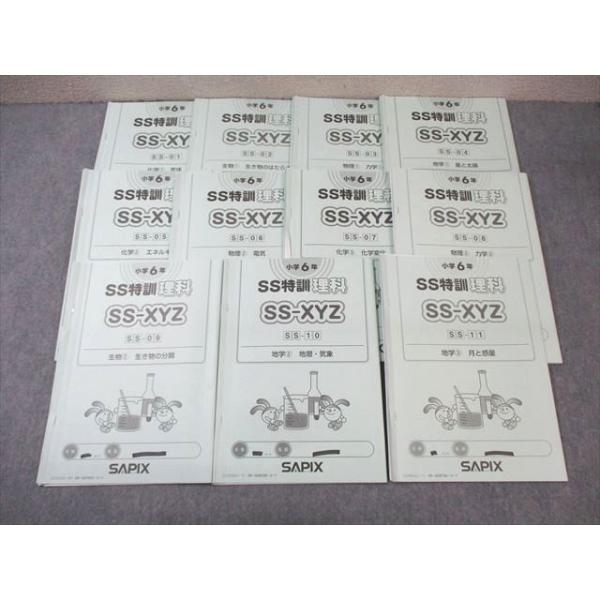 小学6年
SS特訓理科
SS-XYZ
SS-01
化学①
小学6年
SS特訓理科
SS-XYZ
SS-02
生物① 生き物のはたらき
小学6年
SS特訓理科
SS-XYZ
SS-03
物理① 力学①
小学6年
SS特訓理科
SS-XYZ
SS-04
地学① 星と太陽
小学6年
SS特訓理科
SS-XYZ
SS-05
化学② エネルギ
小学6年
SS特訓理科
SS-XYZ
SS-06
物理② 電気
小学6年
SS特訓理科
SS-XYZ
SS-07
化学③ 化学変化
小学6年
SS特訓理科
SS-XYZ
SS-08
物理③ 力学②
小学6年
SS特訓理科
SS-XYZ
SS-09
生物② 生き物の分類
SAPIX
小学6年
SS特訓理科
SS-XYZ
SS-10
地学② 地層・気象
SAPIX
小学6年
SS特訓理科
SS-XYZ
SS-11
地学③ 月と惑星
SAPIX